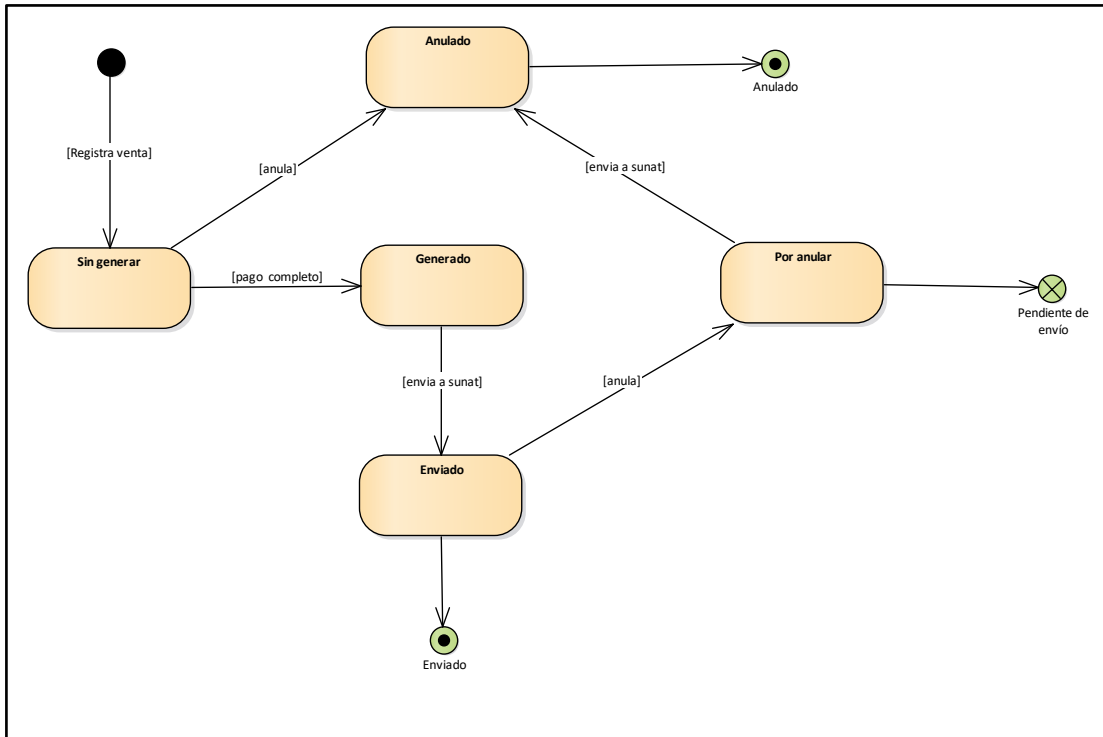 Anulado
Anulado
[Registra venta]
[anula]
[envia a sunat]
Sin generar
Generado
Por anular
[pago completo]
Pendiente de
envío
[envia a sunat]
[anula]
Enviado
Enviado